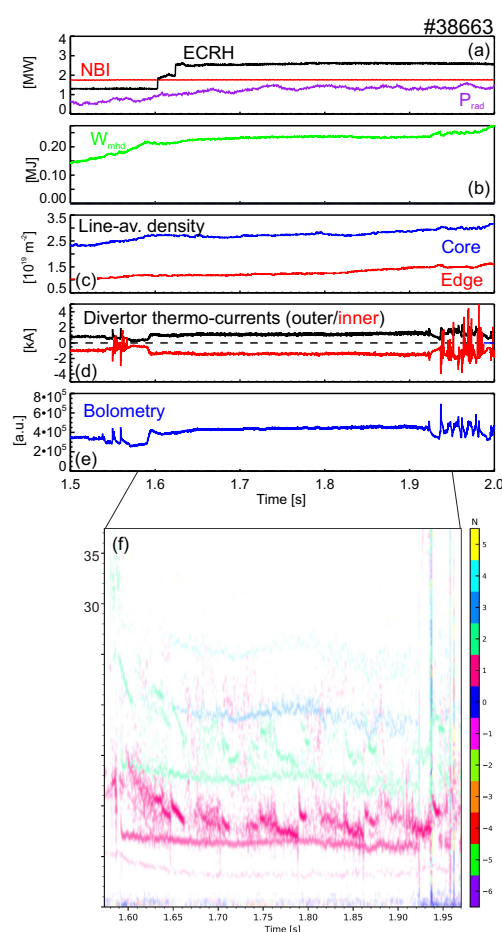 #38663
4
3
2
1
0
[MW]
NBI
ECRH
(a)
P_rad
0.20
0.10
0.00
[MJ]
W_mhd
(b)
3.5
2.5
1.5
0.5
[10^19 m^-2]
Line-av. density
Core
(c)
Edge
4
2
0
-2
-4
[kA]
Divertor thermo-currents (outer/inner)
(d)
8•10^5
6•10^5
4•10^5
2•10^5
0
[a.u.]
Bolometry
(e)
1.5 1.6 1.7 1.8 1.9 2.0
Time [s]
(f)
35
30
N
5
4
3
2
1
0
−1
−2
−3
−4
−5
−6
1.60 1.65 1.70 1.75 1.80 1.85 1.90 1.95
Time [s]